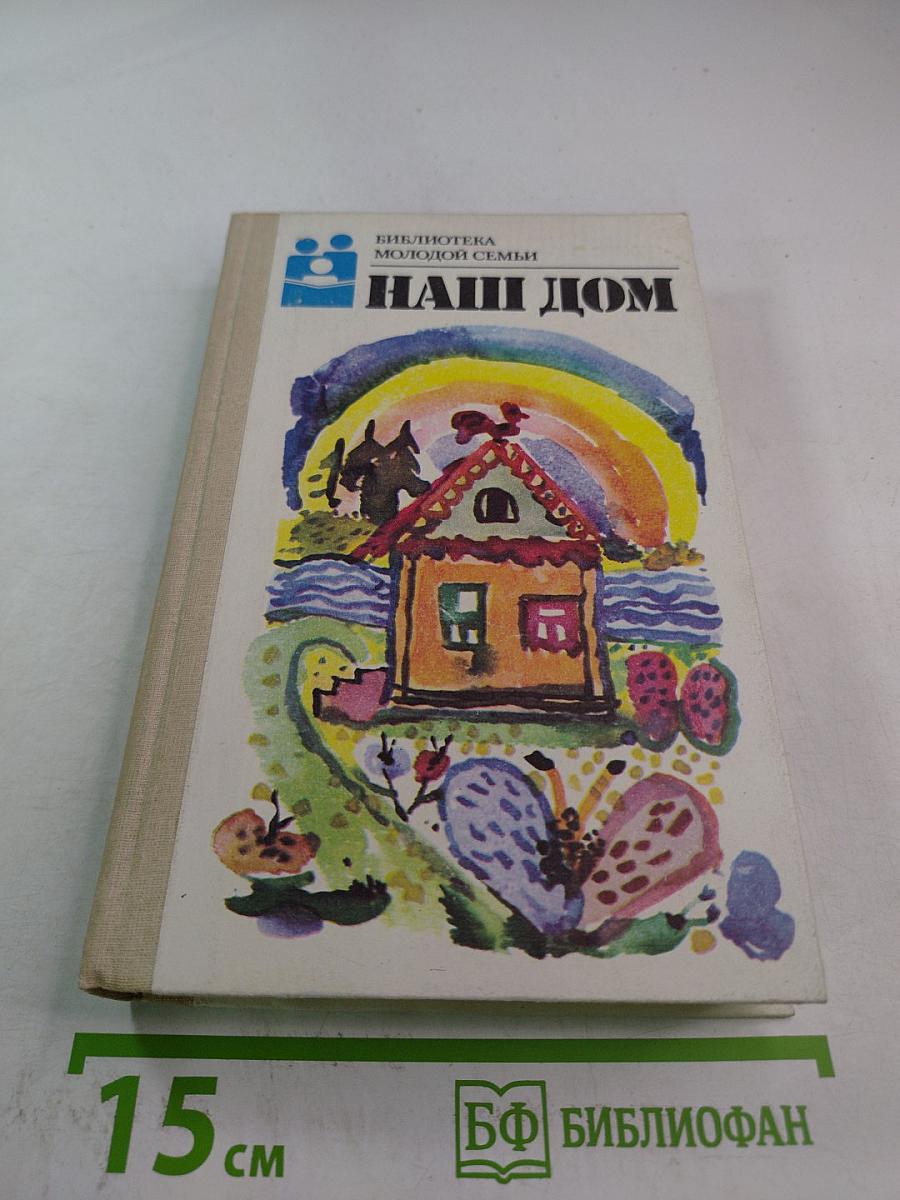 БИБЛИОТЕКА
МОЛОДОЙ СЕМЬИ
НАШ ДОМ
15 см
БФ БИБЛИОФАН